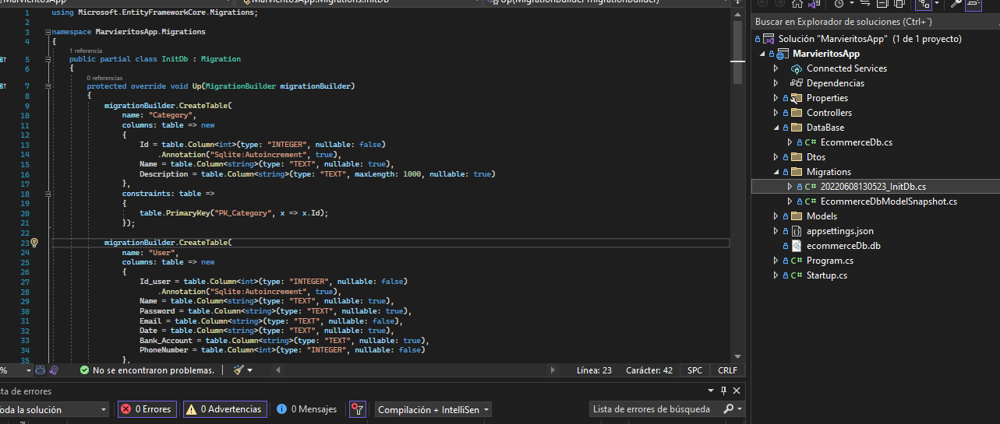 MarvieritosApp.Migrations.InitDb
Up(MigrationBuilder migrationBuilder)
1 using Microsoft.EntityFrameworkCore.Migrations;
2
3 namespace MarvieritosApp.Migrations
4 {
1 referencia
5 public partial class InitDb : Migration
6 {
0 referencias
7 protected override void Up(MigrationBuilder migrationBuilder)
8 {
9 migrationBuilder.CreateTable(
10 name: "Category",
11 columns: table => new
12 {
13 Id = table.Column<int>(type: "INTEGER", nullable: false)
14 .Annotation("Sqlite:Autoincrement", true),
15 Name = table.Column<string>(type: "TEXT", nullable: true),
16 Description = table.Column<string>(type: "TEXT", maxLength: 1000, nullable: true)
17 },
18 constraints: table =>
19 {
20 table.PrimaryKey("PK_Category", x => x.Id);
21 });
22
23 migrationBuilder.CreateTable(
24 name: "User",
25 columns: table => new
26 {
27 Id_user = table.Column<int>(type: "INTEGER", nullable: false)
28 .Annotation("Sqlite:Autoincrement", true),
29 Name = table.Column<string>(type: "TEXT", nullable: true),
30 Password = table.Column<string>(type: "TEXT", nullable: true),
31 Email = table.Column<string>(type: "TEXT", nullable: false),
32 Date = table.Column<string>(type: "TEXT", nullable: true),
33 Bank_Account = table.Column<string>(type: "TEXT", nullable: true),
34 PhoneNumber = table.Column<int>(type: "INTEGER", nullable: false)
35 },
% No se encontraron problemas. Línea: 23 Carácter: 42 SPC CRLF
sta de errores
oda la solución 0 Errores 0 Advertencias 0 Mensajes Compilación + IntelliSen Lista de errores de búsqueda
Buscar en Explorador de soluciones (Ctrl+`)
Solución "MarvieritosApp" (1 de 1 proyecto)
MarvieritosApp
Connected Services
Dependencias
Properties
Controllers
DataBase
C# EcommerceDb.cs
Dtos
Migrations
C# 20220608130523_InitDb.cs
C# EcommerceDbModelSnapshot.cs
Models
appsettings.json
ecommerceDb.db
C# Program.cs
C# Startup.cs